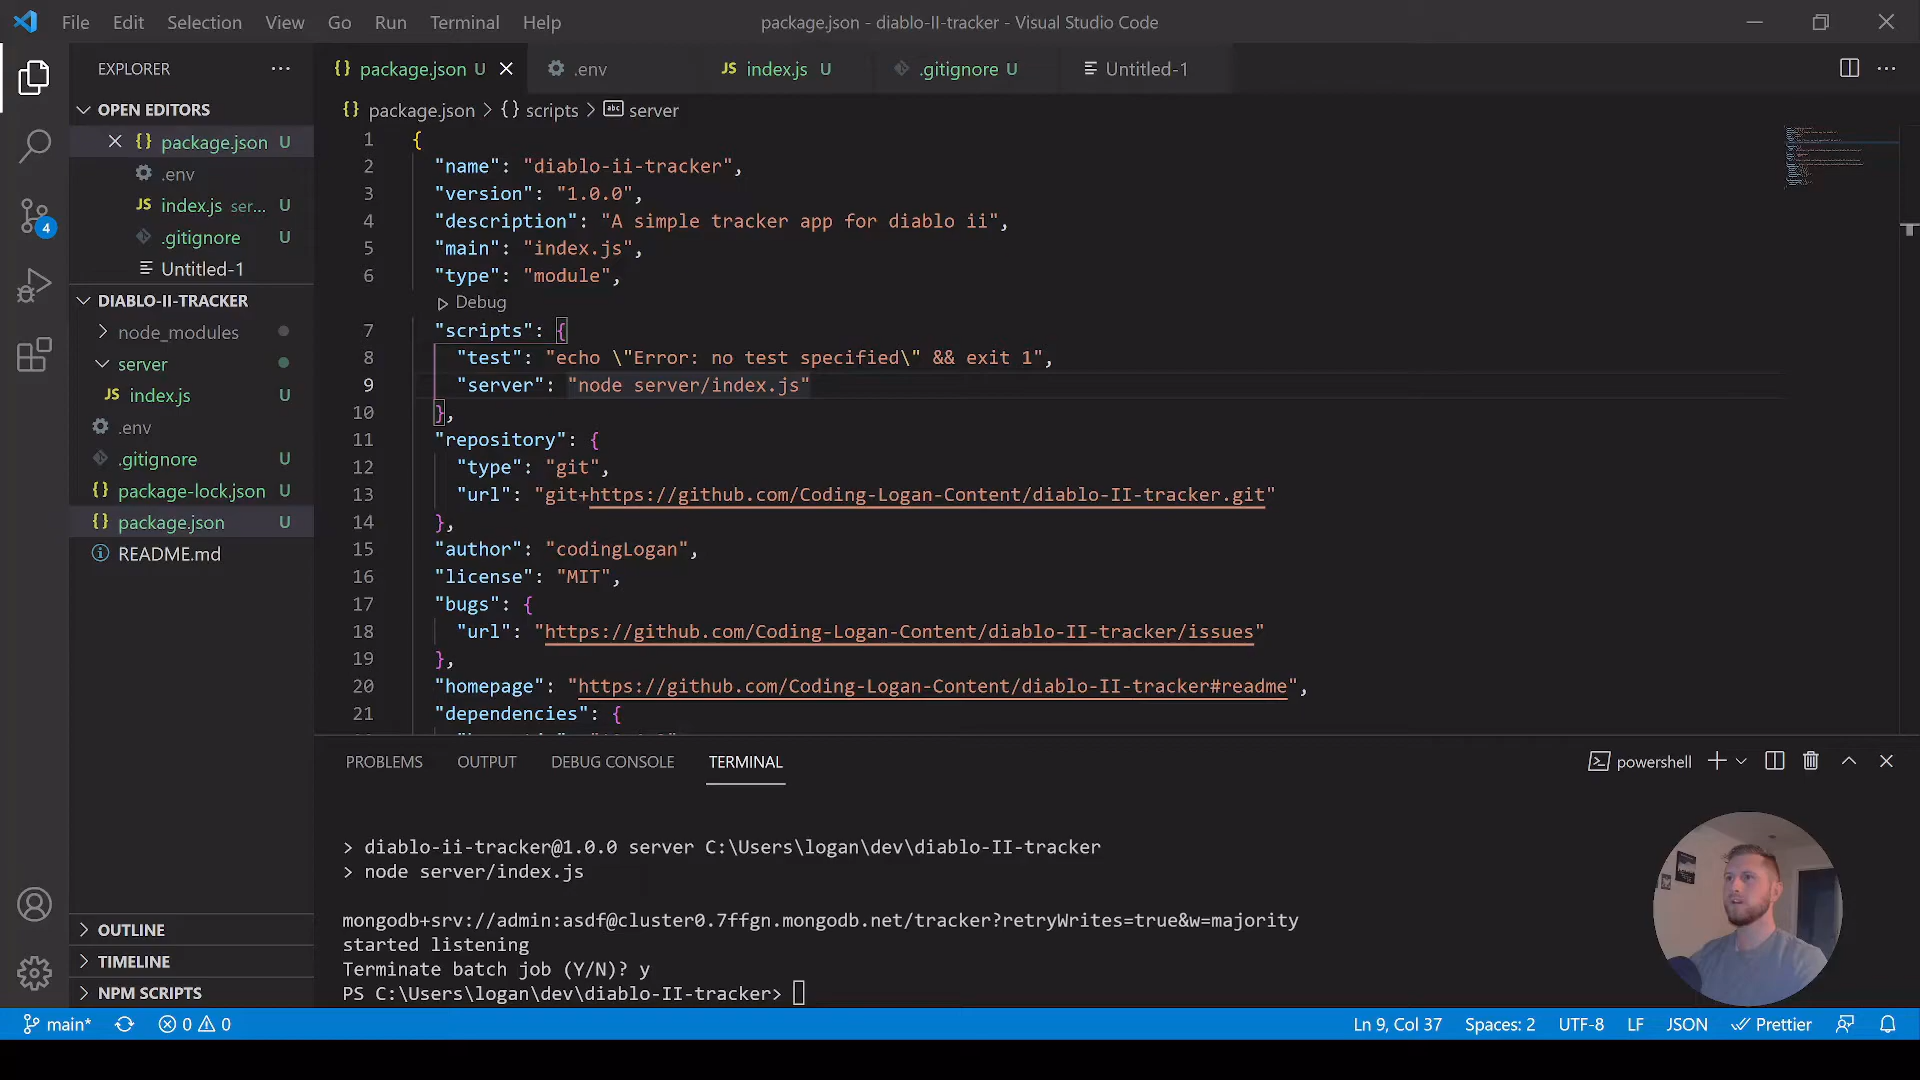 File Edit Selection View Go Run Terminal Help
package.json - diablo-II-tracker - Visual Studio Code
EXPLORER
package.json U
.env
index.js U
.gitignore U
Untitled-1
OPEN EDITORS
package.json U
.env
index.js ser... U
.gitignore U
Untitled-1
4
DIABLO-II-TRACKER
node_modules
server
index.js U
.env
.gitignore U
package-lock.json U
package.json U
README.md
OUTLINE
TIMELINE
NPM SCRIPTS
package.json > {} scripts > abc server
1 {
2 "name": "diablo-ii-tracker",
3 "version": "1.0.0",
4 "description": "A simple tracker app for diablo ii",
5 "main": "index.js",
6 "type": "module",
Debug
7 "scripts": {
8 "test": "echo \"Error: no test specified\" && exit 1",
9 "server": "node server/index.js"
10 },
11 "repository": {
12 "type": "git",
13 "url": "git+https://github.com/Coding-Logan-Content/diablo-II-tracker.git"
14 },
15 "author": "codingLogan",
16 "license": "MIT",
17 "bugs": {
18 "url": "https://github.com/Coding-Logan-Content/diablo-II-tracker/issues"
19 },
20 "homepage": "https://github.com/Coding-Logan-Content/diablo-II-tracker#readme",
21 "dependencies": {
PROBLEMS OUTPUT DEBUG CONSOLE TERMINAL
powershell
> diablo-ii-tracker@1.0.0 server C:\Users\logan\dev\diablo-II-tracker
> node server/index.js
mongodb+srv://admin:asdf@cluster0.7ffgn.mongodb.net/tracker?retryWrites=true&w=majority
started listening
Terminate batch job (Y/N)? y
PS C:\Users\logan\dev\diablo-II-tracker>
main* 0 0
Ln 9, Col 37 Spaces: 2 UTF-8 LF JSON Prettier